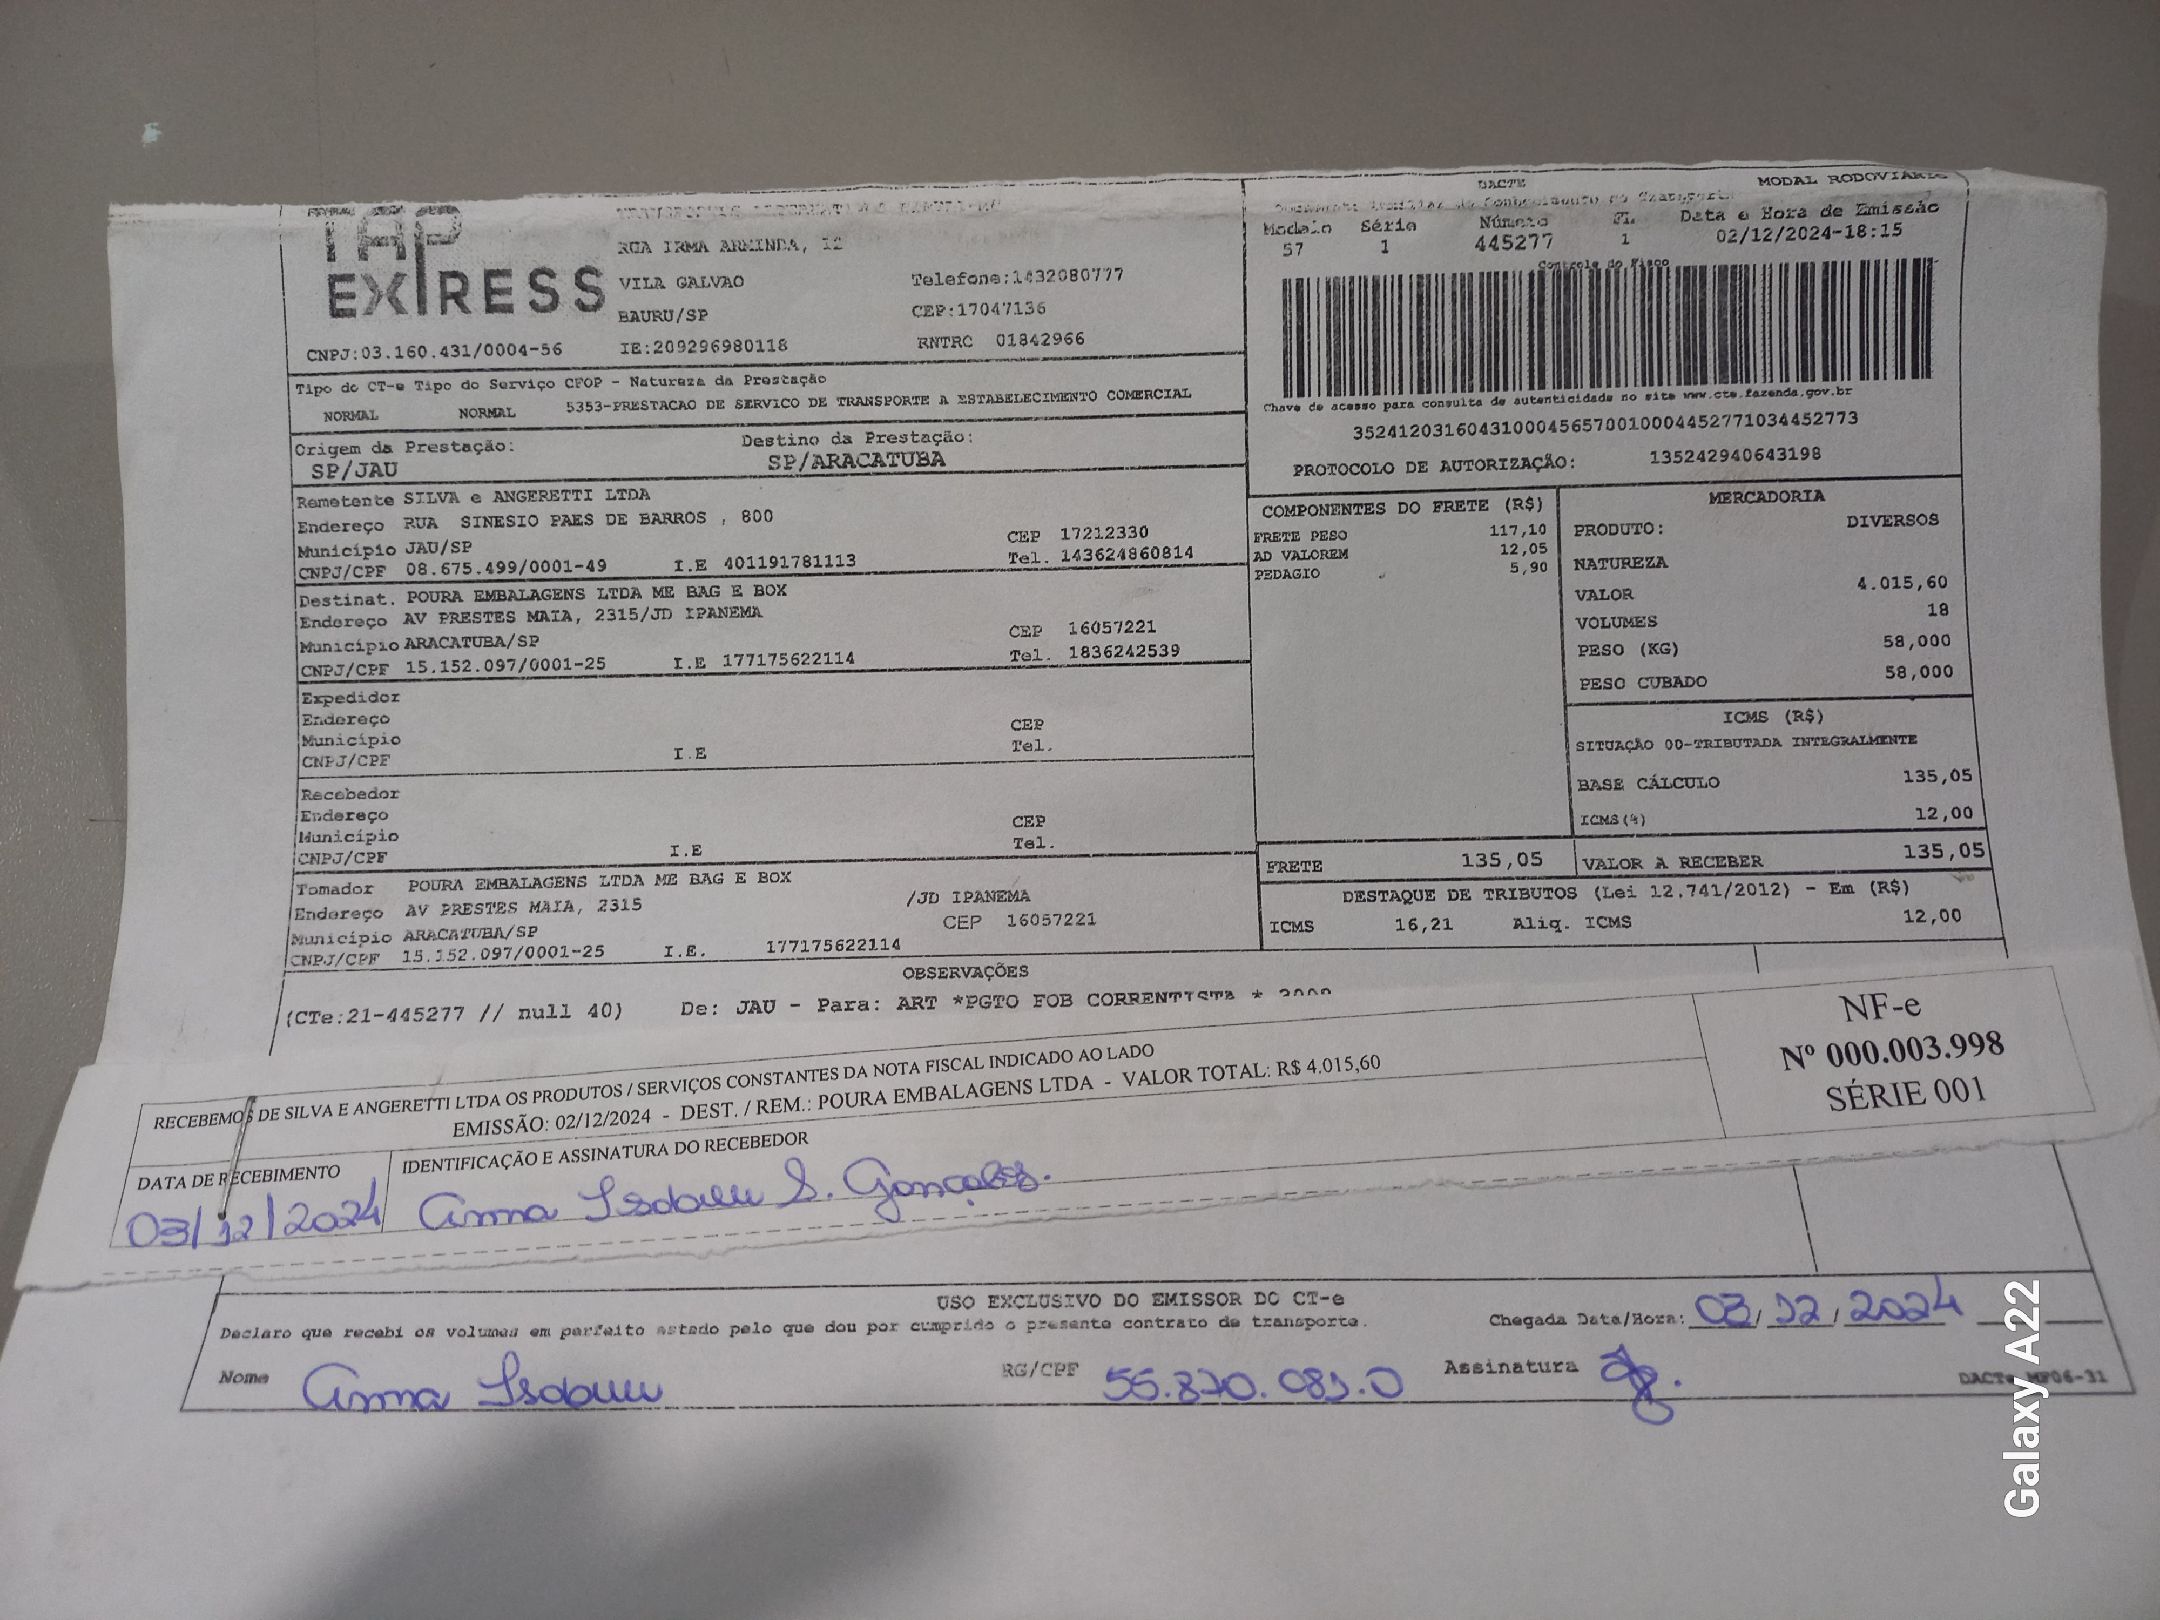 DACTE
MODAL RODOVIARIO
TAP
EXPRESS
RUA IRMA ARMINDA, 12
VILA GALVAO
Telefone:1432080777
BAURU/SP
CEP:17047136
CNPJ:03.160.431/0004-56
IE:209296980118
RNTRC 01842966
Modelo Série Número FL Data e Hora de Emissão
57 1 445277 1 02/12/2024-18:15
Controle do Fisco
Chave de acesso para consulta de autenticidade no site www.cte.fazenda.gov.br
35241203160431000456570010004452771034452773
PROTOCOLO DE AUTORIZAÇÃO: 135242940643198
Tipo do CT-e Tipo do Serviço CFOP - Natureza da Prestação
NORMAL NORMAL 5353-PRESTACAO DE SERVICO DE TRANSPORTE A ESTABELECIMENTO COMERCIAL
Origem da Prestação: Destino da Prestação:
SP/JAU SP/ARACATUBA
Remetente SILVA e ANGERETTI LTDA
Endereço RUA SINESIO PAES DE BARROS , 800
Município JAU/SP CEP 17212330
CNPJ/CPF 08.675.499/0001-49 I.E 401191781113 Tel. 143624860814
Destinat. POURA EMBALAGENS LTDA ME BAG E BOX
Endereço AV PRESTES MAIA, 2315/JD IPANEMA
Município ARACATUBA/SP CEP 16057221
CNPJ/CPF 15.152.097/0001-25 I.E 177175622114 Tel. 1836242539
Expedidor
Endereço CEP
Município Tel.
CNPJ/CPF I.E
Recebedor
Endereço CEP
Município Tel.
CNPJ/CPF I.E
Tomador POURA EMBALAGENS LTDA ME BAG E BOX
Endereço AV PRESTES MAIA, 2315 /JD IPANEMA
Município ARACATUBA/SP CEP 16057221
CNPJ/CPF 15.152.097/0001-25 I.E. 177175622114
COMPONENTES DO FRETE (R$)
FRETE PESO 117,10
AD VALOREM 12,05
PEDAGIO 5,90
MERCADORIA
PRODUTO: DIVERSOS
NATUREZA
VALOR 4.015,60
VOLUMES 18
PESO (KG) 58,000
PESO CUBADO 58,000
ICMS (R$)
SITUAÇÃO 00-TRIBUTADA INTEGRALMENTE
BASE CÁLCULO 135,05
ICMS(%) 12,00
FRETE 135,05 VALOR A RECEBER 135,05
DESTAQUE DE TRIBUTOS (Lei 12.741/2012) - Em (R$)
ICMS 16,21 Aliq. ICMS 12,00
OBSERVAÇÕES
(CTe:21-445277 // null 40) De: JAU - Para: ART *PGTO FOB CORRENTISTA *
RECEBEMOS DE SILVA E ANGERETTI LTDA OS PRODUTOS / SERVIÇOS CONSTANTES DA NOTA FISCAL INDICADO AO LADO
EMISSÃO: 02/12/2024 - DEST. / REM.: POURA EMBALAGENS LTDA - VALOR TOTAL: R$ 4.015,60
NF-e
Nº 000.003.998
SÉRIE 001
DATA DE RECEBIMENTO
IDENTIFICAÇÃO E ASSINATURA DO RECEBEDOR
03/12/2024 Anna S. Gonçales.
USO EXCLUSIVO DO EMISSOR DO CT-e
Declaro que recebi os volumes em perfeito estado pelo que dou por cumprido o presente contrato de transporte.
Chegada Data/Hora: 03/12/2024
Nome Anna RG/CPF Assinatura
Galaxy A22